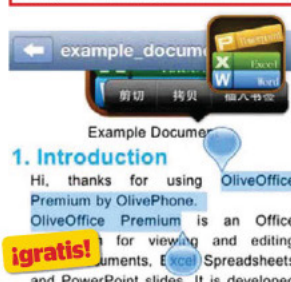 example_docume
Powerpoint
Excel
Word
剪切 拷贝 插入书签
Example Documen
1. Introduction
Hi, thanks for using OliveOffice
Premium by OlivePhone.
OliveOffice Premium is an Office
for viewing and editing
uments, Excel Spreadsheets
and PowerPoint slides. It is developed
¡gratis!